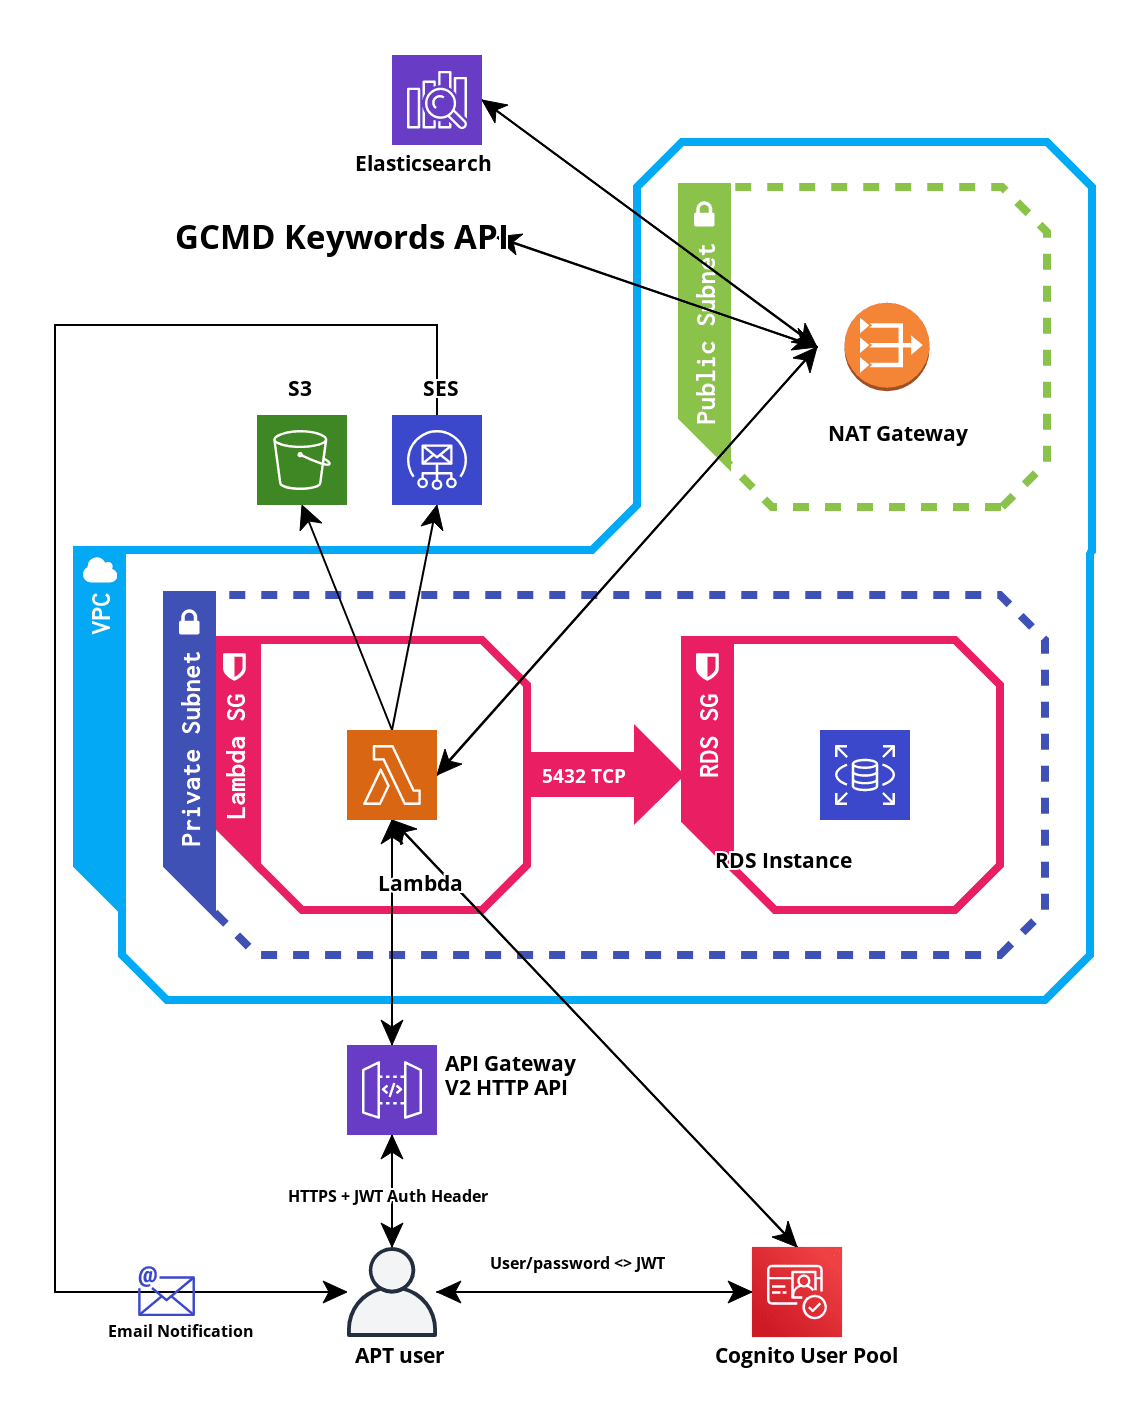 Elasticsearch
GCMD Keywords API
Public Subnet
NAT Gateway
S3
SES
VPC
Private Subnet
Lambda SG
5432 TCP
RDS SG
RDS Instance
Lambda
API Gateway
V2 HTTP API
HTTPS + JWT Auth Header
User/password <> JWT
@
Email Notification
APT user
Cognito User Pool